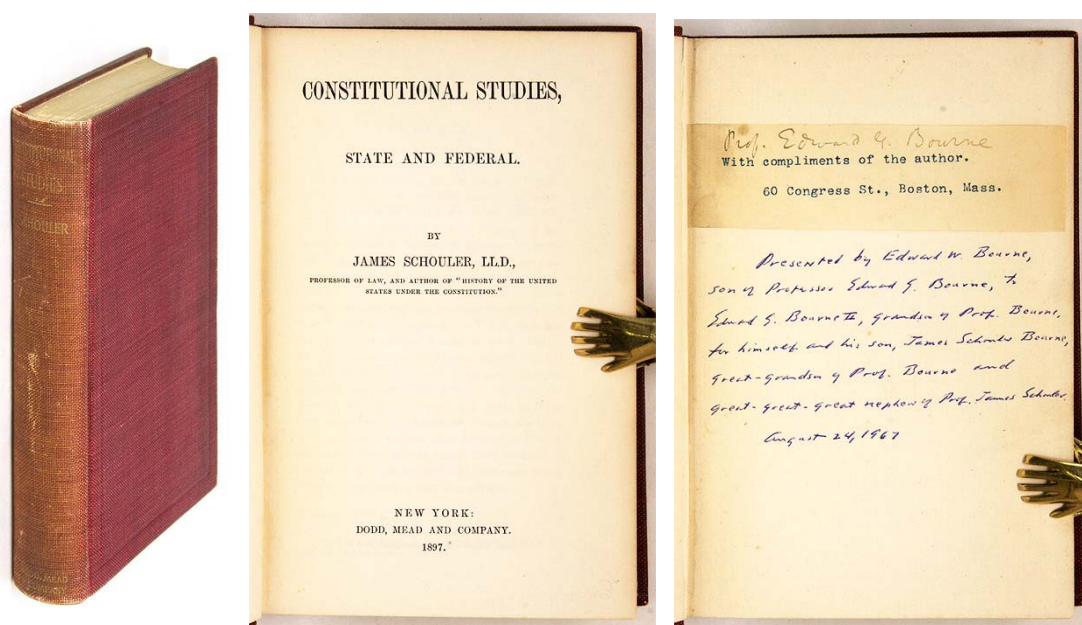 STUDIES
CONSTITUTIONAL STUDIES,
STATE AND FEDERAL.
BY
JAMES SCHOULER, LL.D.,
PROFESSOR OF LAW, AND AUTHOR OF "HISTORY OF THE UNITED
STATES UNDER THE CONSTITUTION."
NEW YORK:
DODD, MEAD AND COMPANY.
1897.
Prof. Edward G. Bourne
With compliments of the author.
60 Congress St., Boston, Mass.
Presented by Edward W. Bourne,
son of Professor Edward G. Bourne, to
Edward G. Bourne II, grandson of Prof. Bourne,
for himself and his son, James Schouler Bourne,
great-grandson of Prof. Bourne and
great-great-great nephew of Prof. James Schouler.
August 24, 1967